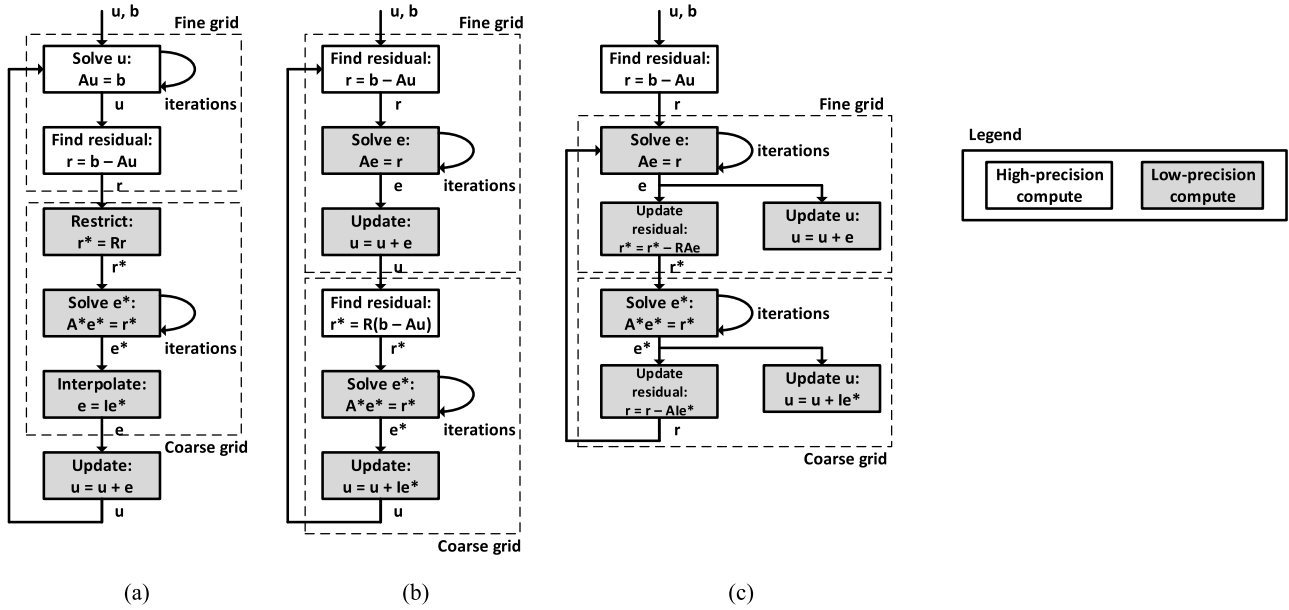 u, b
Fine grid
Solve u:
Au = b
iterations
u
Find residual:
r = b – Au
r
Restrict:
r* = Rr
r*
Solve e*:
A*e* = r*
iterations
e*
Interpolate:
e = Ie*
e
Coarse grid
Update:
u = u + e
u
(a)
u, b
Fine grid
Find residual:
r = b – Au
r
Solve e:
Ae = r
iterations
e
Update:
u = u + e
u
Find residual:
r* = R(b – Au)
r*
Solve e*:
A*e* = r*
iterations
e*
Update:
u = u + Ie*
u
Coarse grid
(b)
u, b
Find residual:
r = b – Au
r
Fine grid
Solve e:
Ae = r
iterations
e
Update
residual:
r* = r* – RAe
Update u:
u = u + e
r*
Solve e*:
A*e* = r*
iterations
e*
Update
residual:
r = r – AIe*
Update u:
u = u + Ie*
r
Coarse grid
(c)
Legend
High-precision
compute
Low-precision
compute